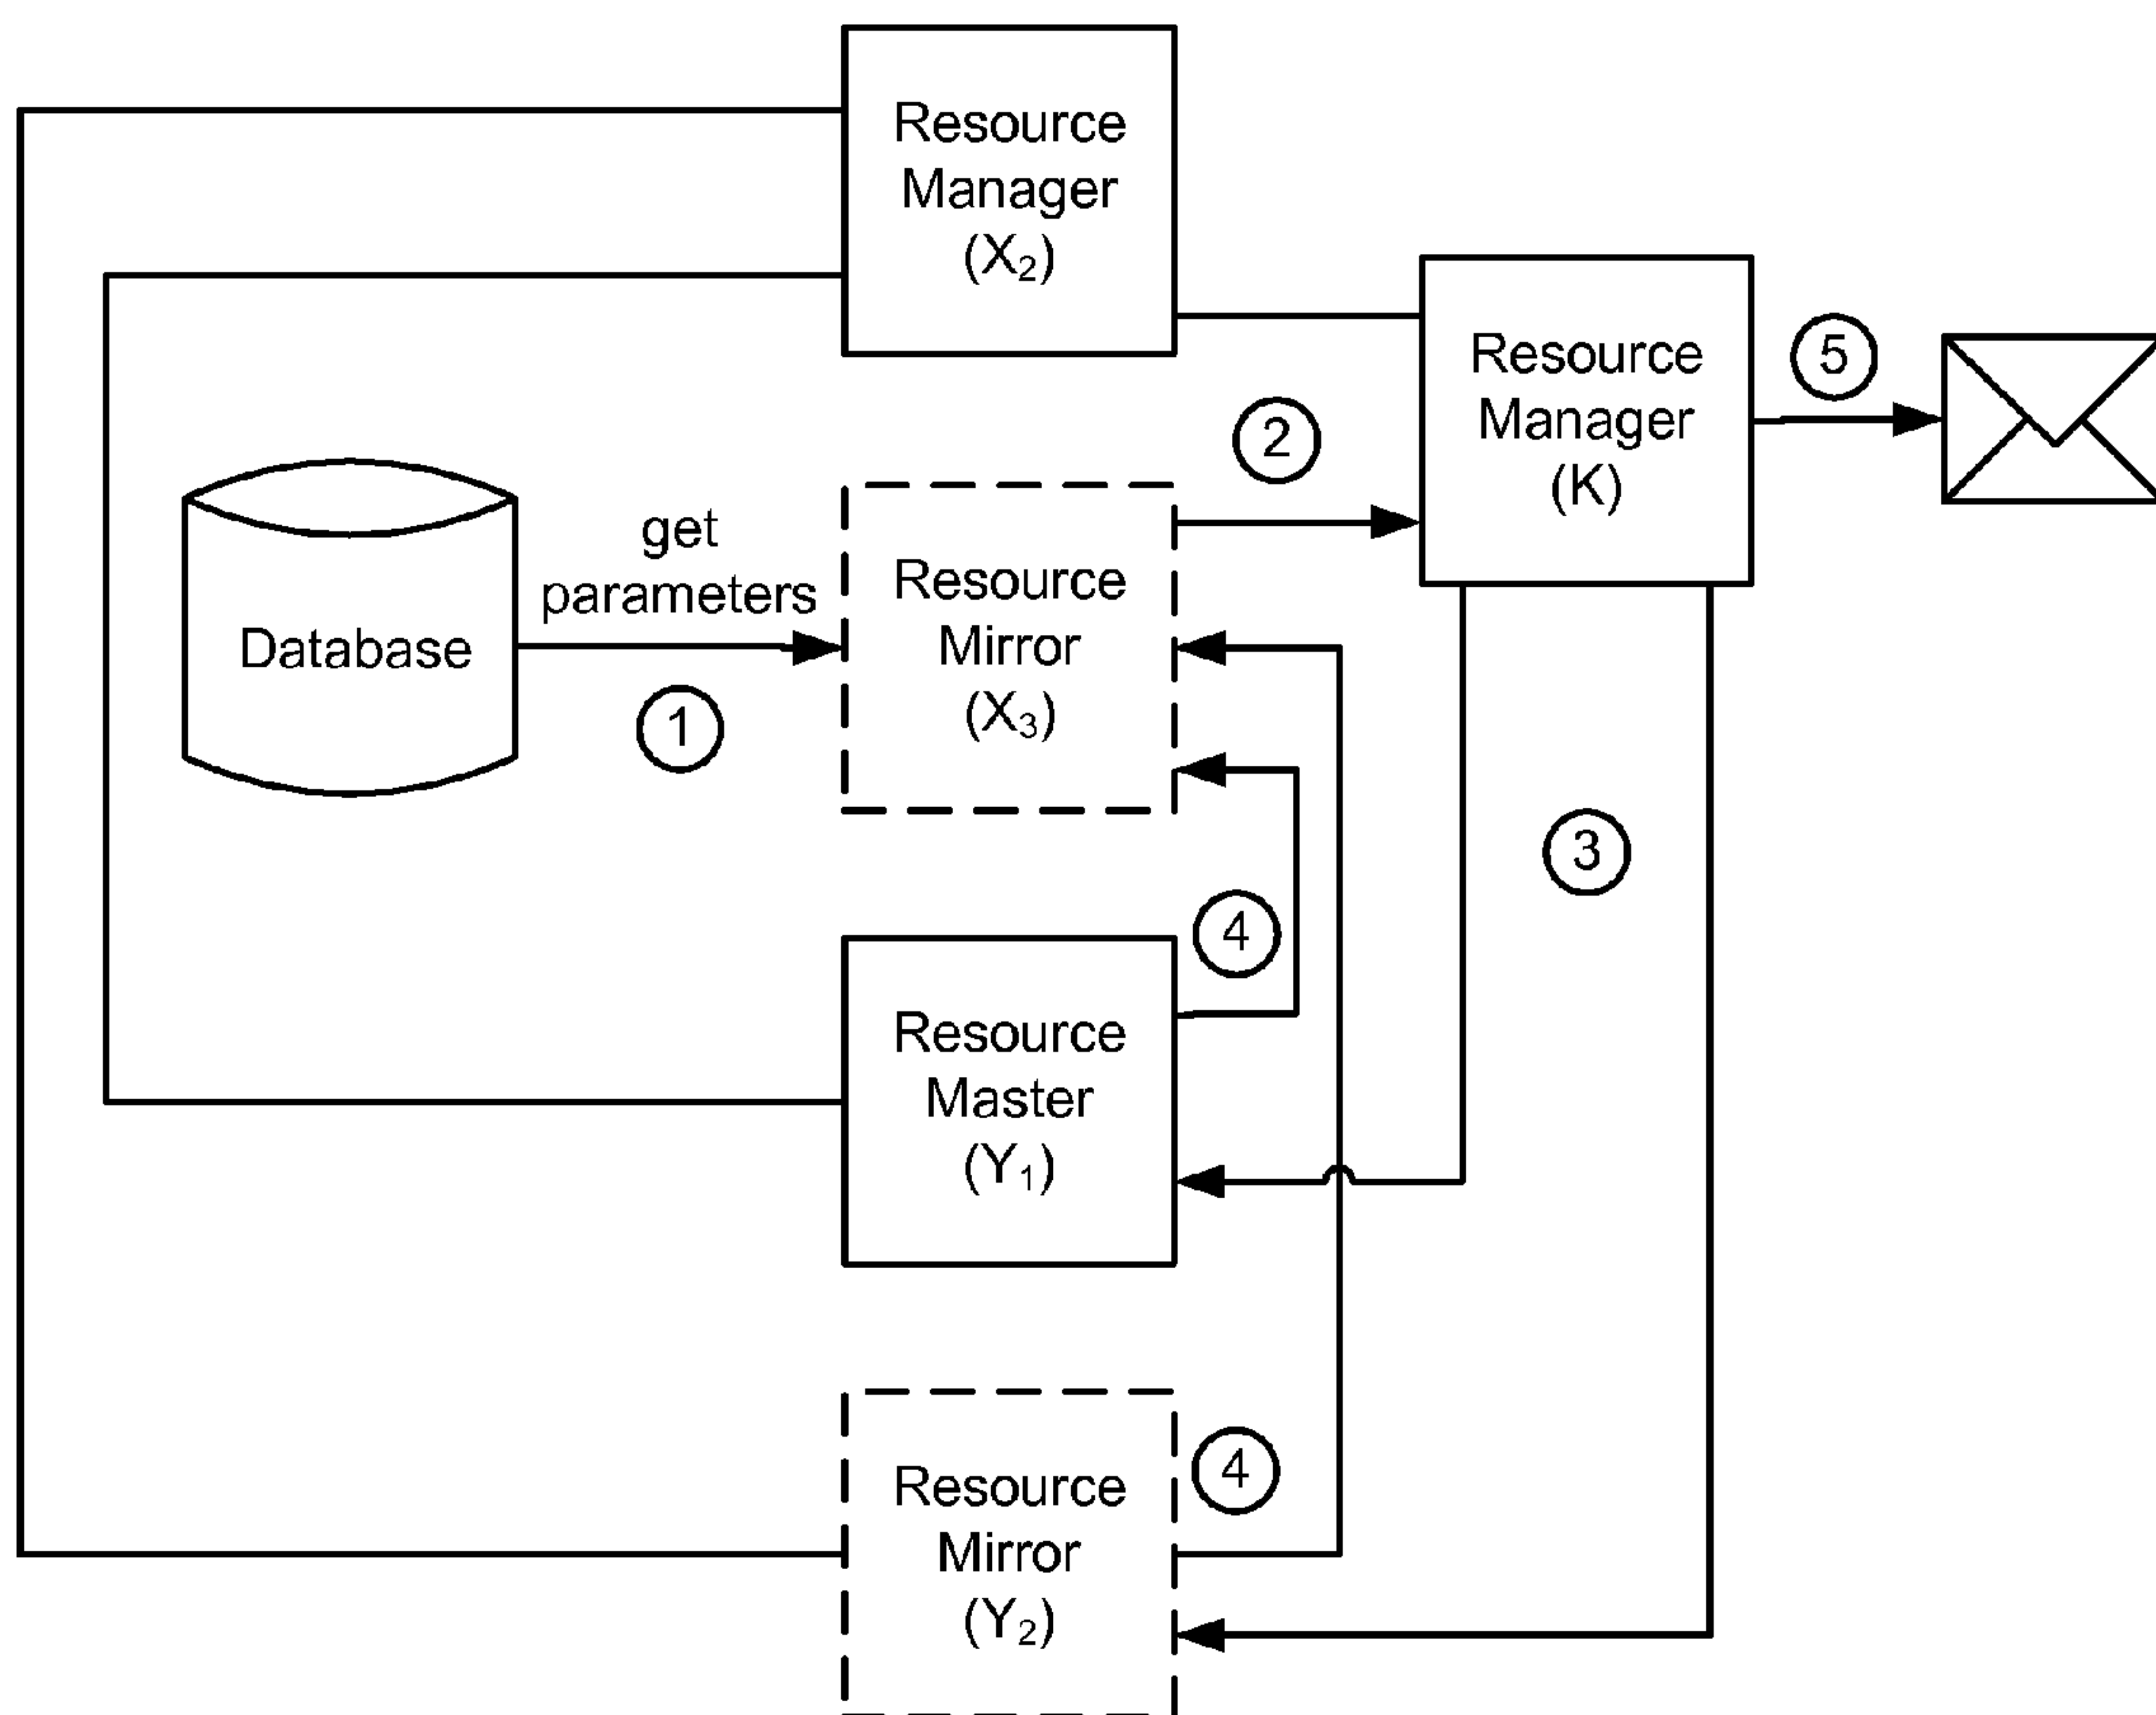 Resource
Manager
(X₂)
Resource
Manager
(K)
5
2
get
parameters
Database
1
Resource
Mirror
(X₃)
3
4
Resource
Master
(Y₁)
4
Resource
Mirror
(Y₂)